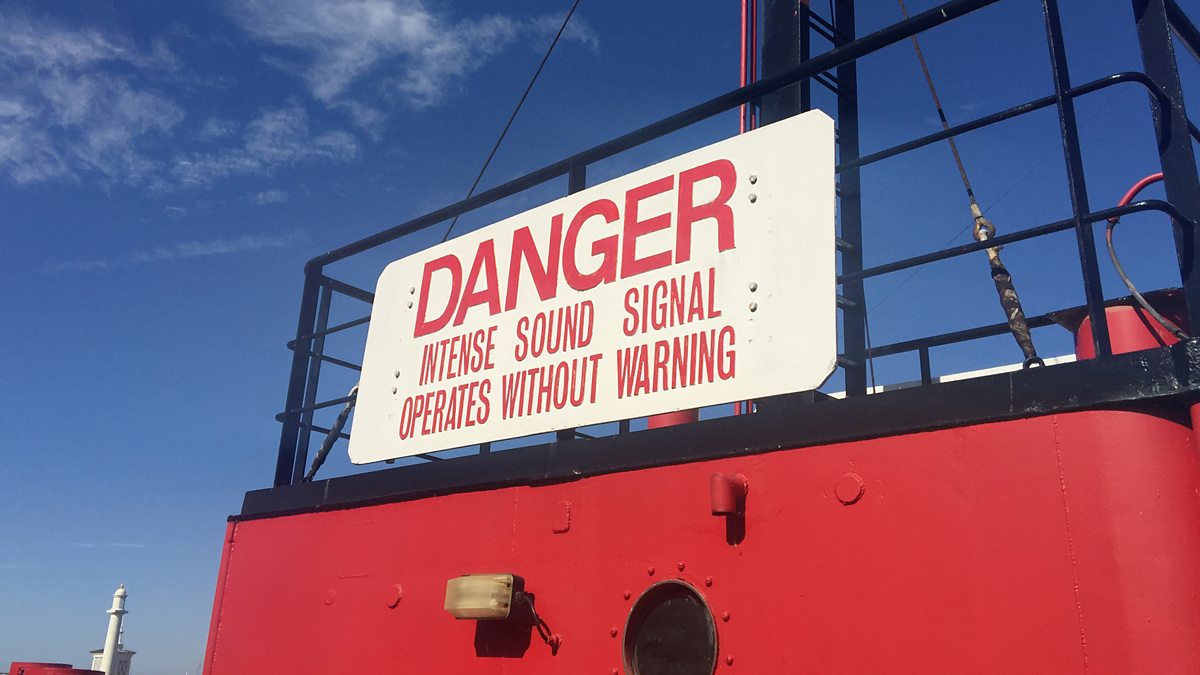 DANGER
INTENSE SOUND SIGNAL
OPERATES WITHOUT WARNING